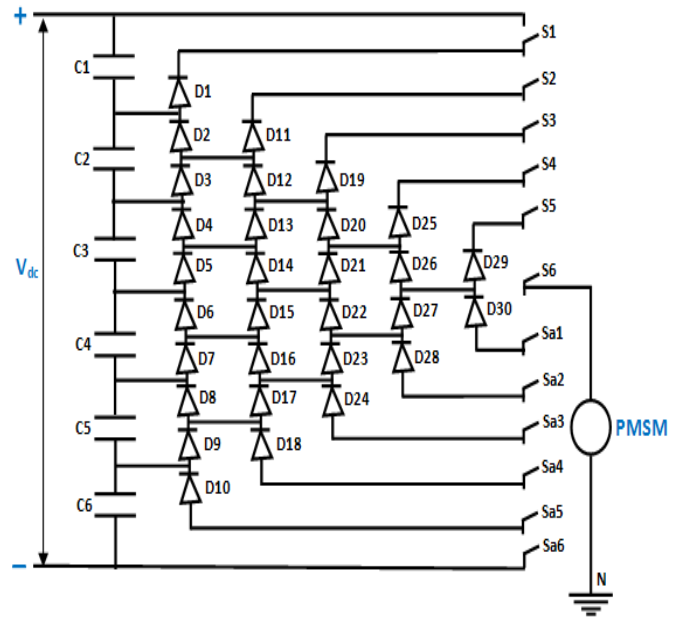 +
S1
C1
D1
S2
D2
D11
S3
C2
D3
D12
D19
S4
D4
D13
D20
D25
S5
C3
Vdc
D5
D14
D21
D26
D29
S6
D6
D15
D22
D27
D30
Sa1
C4
D7
D16
D23
D28
Sa2
D8
D17
D24
Sa3
PMSM
C5
D9
D18
Sa4
D10
C6
Sa5
Sa6
−
N